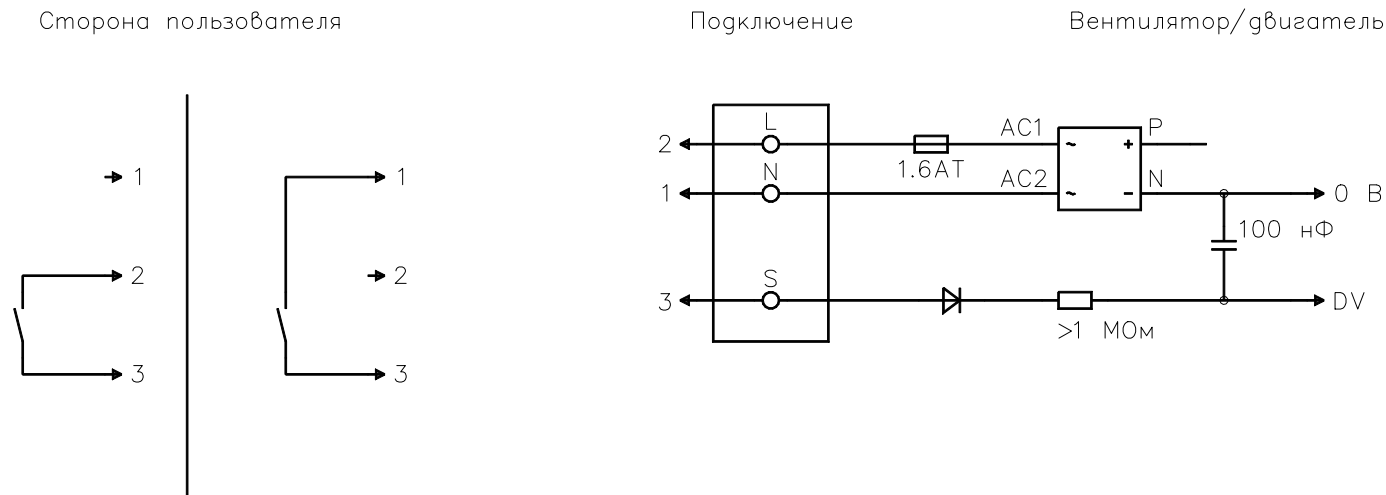 Сторона пользователя
Подключение
Вентилятор/двигатель
1
2
3
1
2
3
2
L
1.6AT
AC1
P
1
N
AC2
N
0 В
100 нФ
3
S
>1 МОм
DV